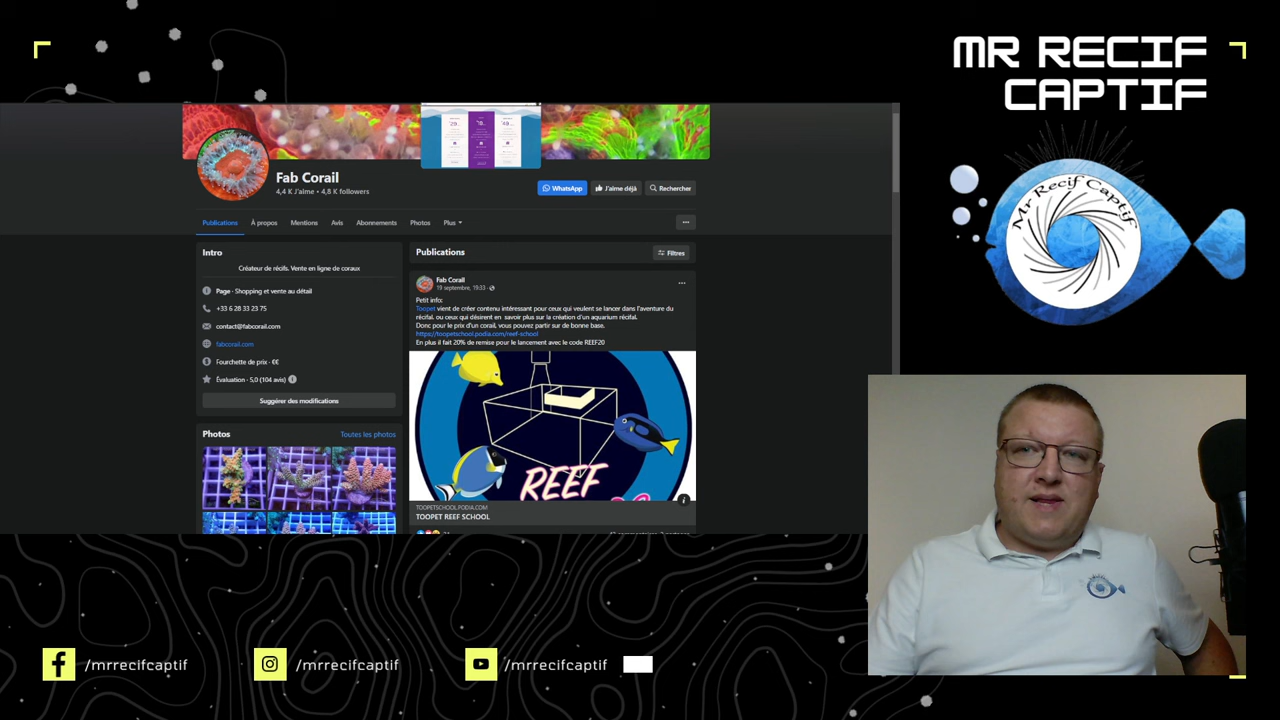 MR RECIF
CAPTIF
Mr Recif Captif
Fab Corail
4,4 K J'aime • 4,8 K followers
WhatsApp
J'aime déjà
Rechercher
Publications
À propos
Mentions
Avis
Abonnements
Photos
Plus
Intro
Créateur de récifs. Vente en ligne de coraux
Page · Shopping et vente au détail
+33 6 28 33 23 75
contact@fabcorail.com
fabcorail.com
Fourchette de prix · €€
Évaluation · 5,0 (104 avis)
Suggérer des modifications
Photos
Toutes les photos
Publications
Filtres
Fab Corail
19 septembre, 19:33
Petit info:
Toopet vient de créer contenu intéressant pour ceux qui veulent se lancer dans l'aventure du
récifal. ou ceux qui désirent en savoir plus sur la création d'un aquarium récifal.
Donc pour le prix d'un corail, vous pouvez partir sur de bonne base.
https://toopetschool.podia.com/reef-school
En plus il fait 20% de remise pour le lancement avec le code REEF20
REEF
TOOPETSCHOOL.PODIA.COM
TOOPET REEF SCHOOL
/mrrecifcaptif
/mrrecifcaptif
/mrrecifcaptif